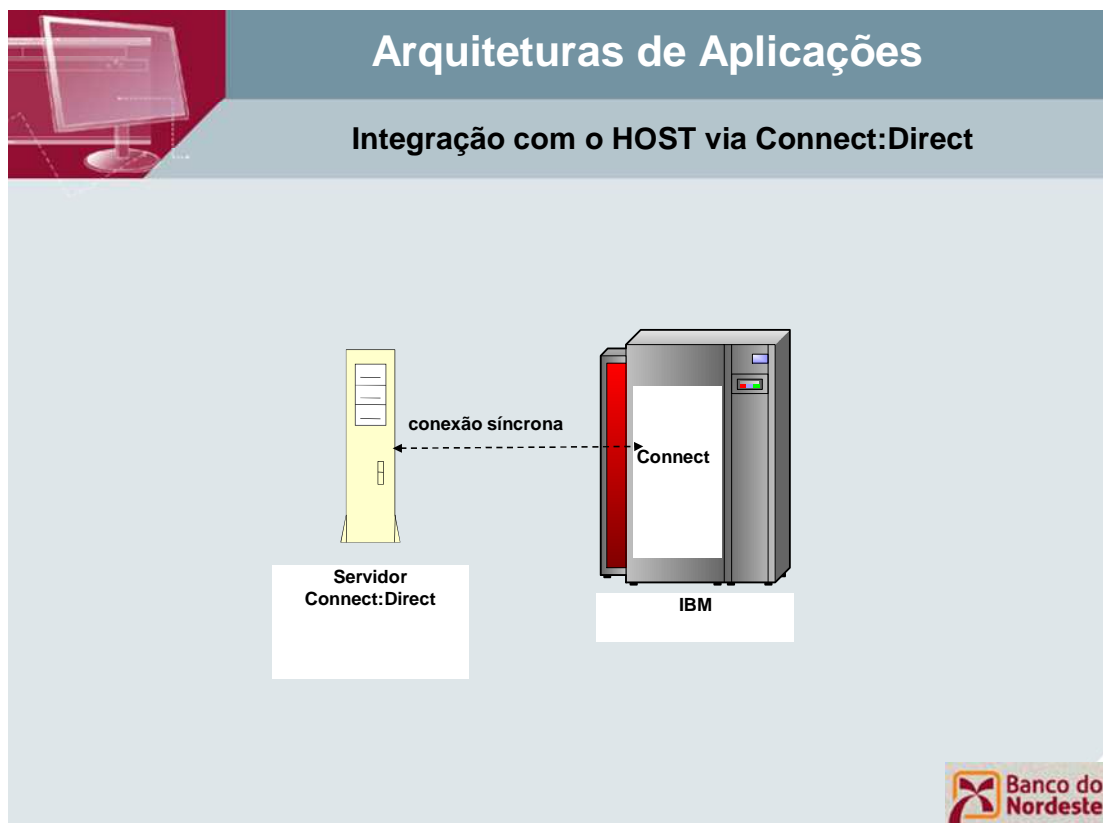 Arquiteturas de Aplicações
Integração com o HOST via Connect:Direct
conexão síncrona
Connect
Servidor
Connect:Direct
IBM
Banco do
Nordeste